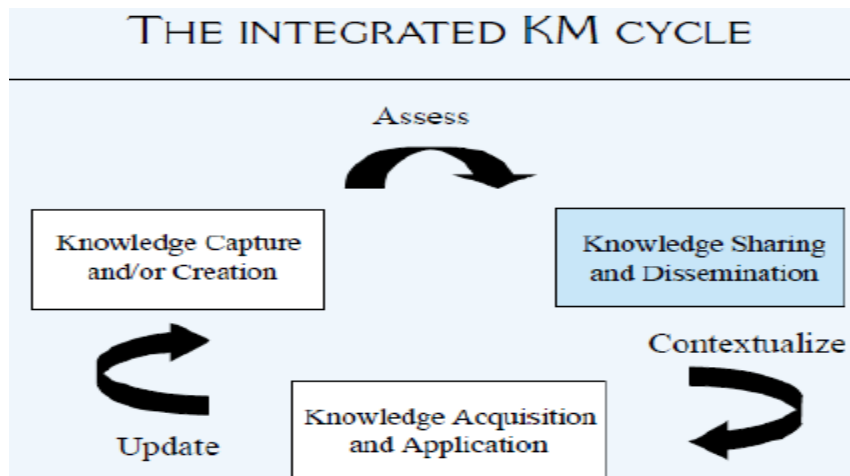 THE INTEGRATED KM CYCLE
Assess
Knowledge Capture
and/or Creation
Knowledge Sharing
and Dissemination
Contextualize
Knowledge Acquisition
and Application
Update